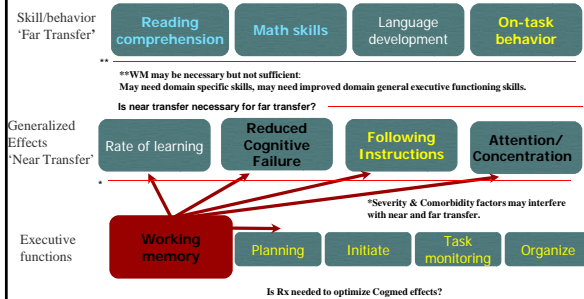 Skill/behavior
‘Far Transfer’
Reading
comprehension
Math skills
Language
development
On-task
behavior
**
**WM may be necessary but not sufficient:
May need domain specific skills, may need improved domain general executive functioning skills.
Is near transfer necessary for far transfer?
Generalized
Effects
‘Near Transfer’
Rate of learning
Reduced
Cognitive
Failure
Following
Instructions
Attention/
Concentration
*
*Severity & Comorbidity factors may interfere
with near and far transfer.
Executive
functions
Working
memory
Planning
Initiate
Task
monitoring
Organize
Is Rx needed to optimize Cogmed effects?